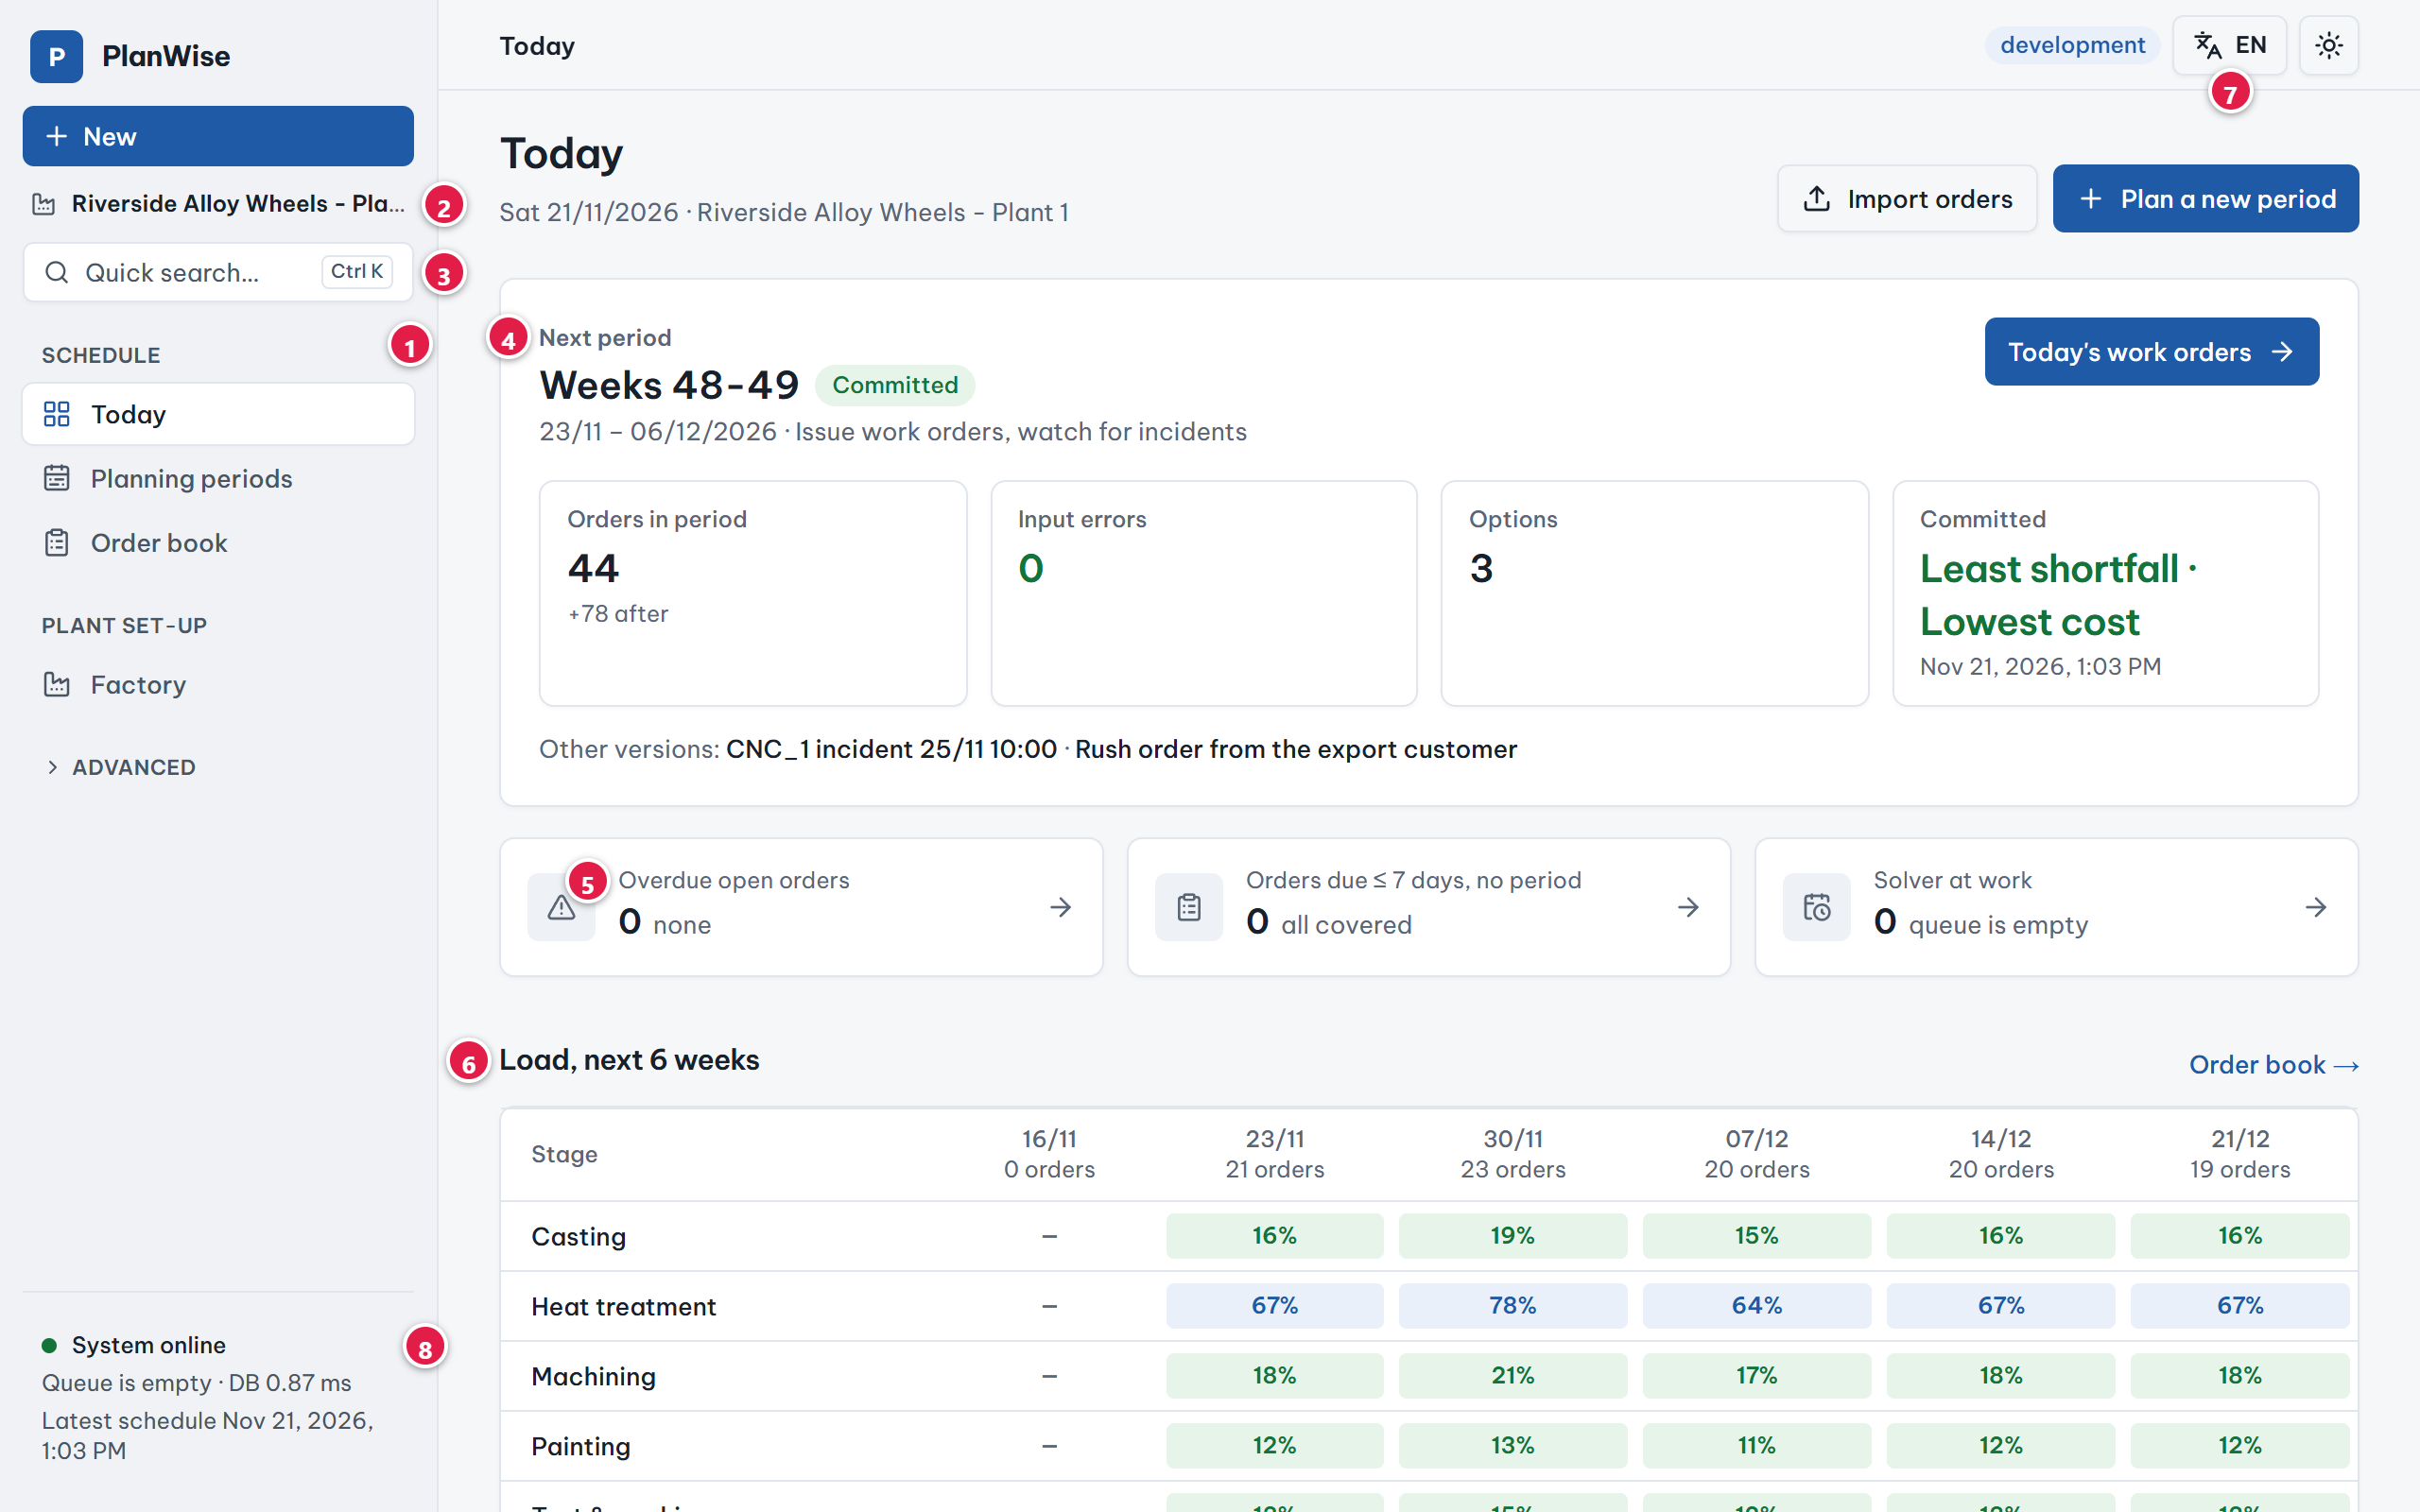 P PlanWise
+ New
Riverside Alloy Wheels - Pla...
2
Quick search... Ctrl K
3
SCHEDULE
1
Today
Planning periods
Order book
PLANT SET-UP
Factory
ADVANCED
System online
8
Queue is empty · DB 0.87 ms
Latest schedule Nov 21, 2026,
1:03 PM
Today
development
EN
7
Today
Sat 21/11/2026 · Riverside Alloy Wheels - Plant 1
Import orders
+ Plan a new period
4
Next period
Weeks 48-49 Committed
23/11 – 06/12/2026 · Issue work orders, watch for incidents
Today's work orders →
Orders in period
44
+78 after
Input errors
0
Options
3
Committed
Least shortfall ·
Lowest cost
Nov 21, 2026, 1:03 PM
Other versions: CNC_1 incident 25/11 10:00 · Rush order from the export customer
5
Overdue open orders
0 none
Orders due ≤ 7 days, no period
0 all covered
Solver at work
0 queue is empty
6
Load, next 6 weeks
Order book →
Stage 16/11 23/11 30/11 07/12 14/12 21/12
0 orders 21 orders 23 orders 20 orders 20 orders 19 orders
Casting – 16% 19% 15% 16% 16%
Heat treatment – 67% 78% 64% 67% 67%
Machining – 18% 21% 17% 18% 18%
Painting – 12% 13% 11% 12% 12%